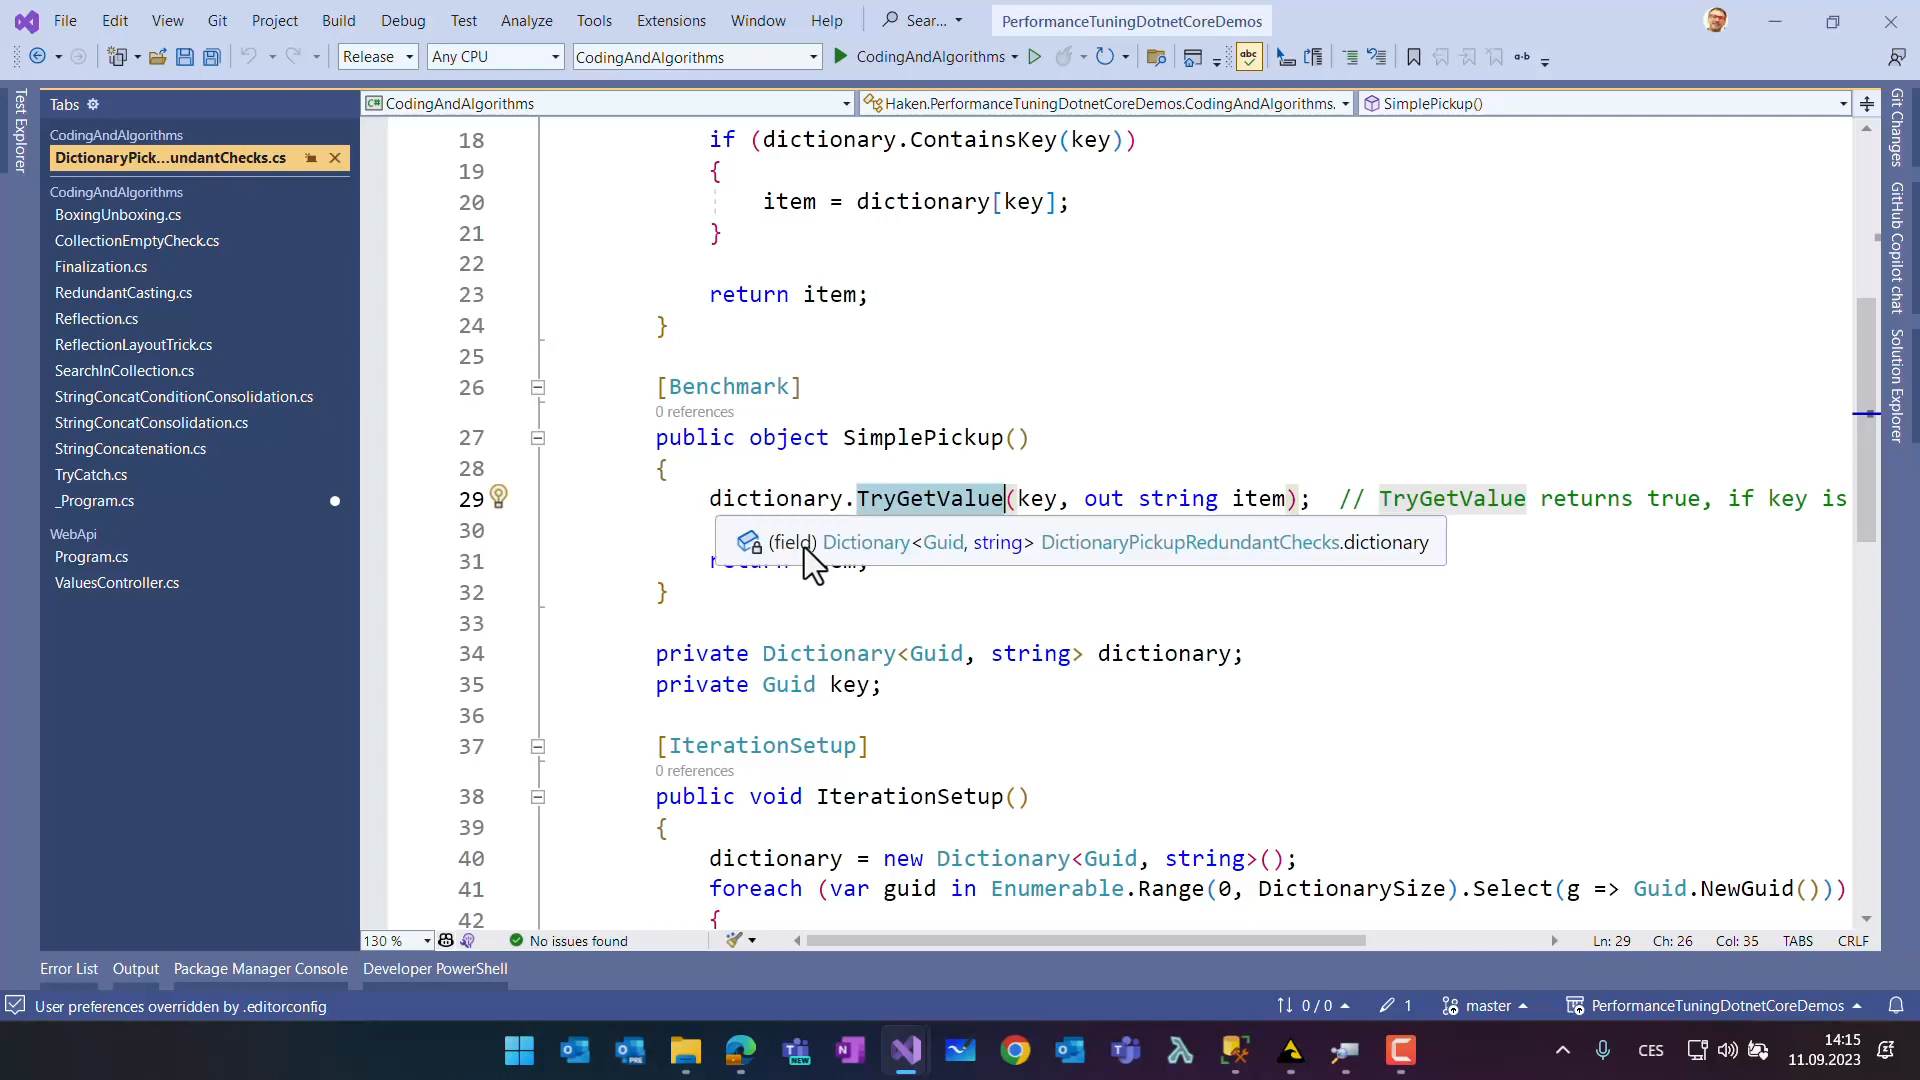 File Edit View Git Project Build Debug Test Analyze Tools Extensions Window Help Sear... PerformanceTuningDotnetCoreDemos
Release Any CPU CodingAndAlgorithms CodingAndAlgorithms
Test Explorer
Tabs
CodingAndAlgorithms
DictionaryPick...undantChecks.cs
CodingAndAlgorithms
BoxingUnboxing.cs
CollectionEmptyCheck.cs
Finalization.cs
RedundantCasting.cs
Reflection.cs
ReflectionLayoutTrick.cs
SearchInCollection.cs
StringConcatConditionConsolidation.cs
StringConcatConsolidation.cs
StringConcatenation.cs
TryCatch.cs
_Program.cs
WebApi
Program.cs
ValuesController.cs
CodingAndAlgorithms Haken.PerformanceTuningDotnetCoreDemos.CodingAndAlgorithms. SimplePickup()
18 if (dictionary.ContainsKey(key))
19 {
20 item = dictionary[key];
21 }
22
23 return item;
24 }
25
26 [Benchmark]
0 references
27 public object SimplePickup()
28 {
29 dictionary.TryGetValue(key, out string item); // TryGetValue returns true, if key is
30
(field) Dictionary<Guid, string> DictionaryPickupRedundantChecks.dictionary
31
32 }
33
34 private Dictionary<Guid, string> dictionary;
35 private Guid key;
36
37 [IterationSetup]
0 references
38 public void IterationSetup()
39 {
40 dictionary = new Dictionary<Guid, string>();
41 foreach (var guid in Enumerable.Range(0, DictionarySize).Select(g => Guid.NewGuid()))
42 {
130 % No issues found Ln: 29 Ch: 26 Col: 35 TABS CRLF
Git Changes
GitHub Copilot chat
Solution Explorer
Error List Output Package Manager Console Developer PowerShell
User preferences overridden by .editorconfig 0 / 0 1 master PerformanceTuningDotnetCoreDemos
CES 14:15
11.09.2023